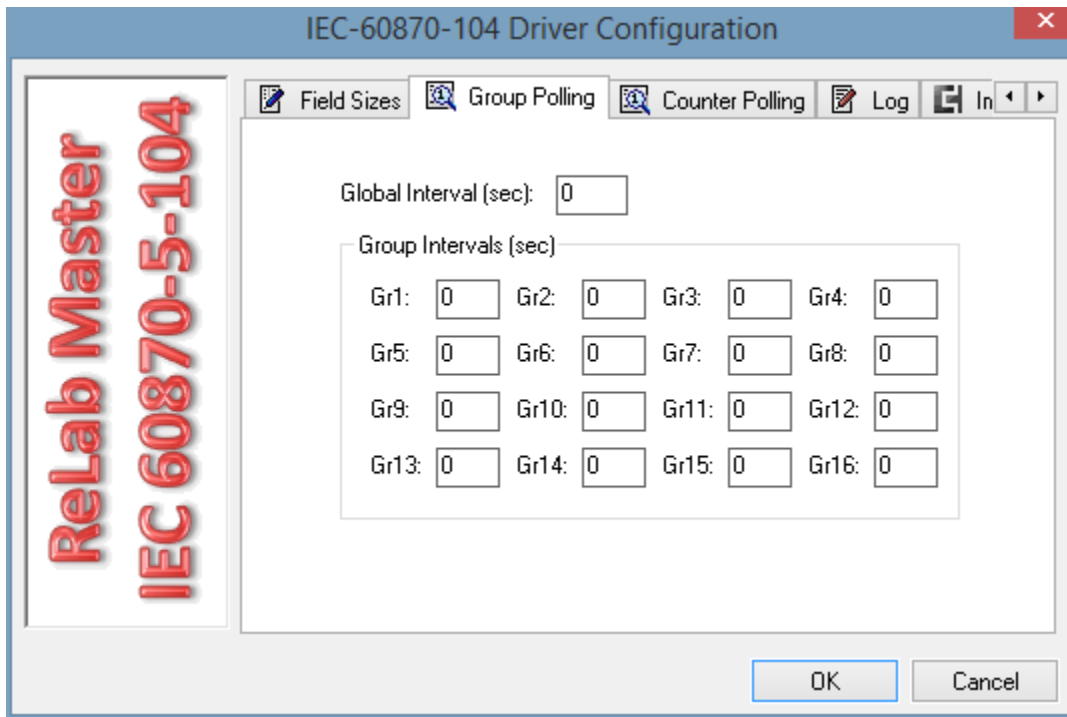 IEC-60870-104 Driver Configuration
ReLab Master
IEC 60870-5-104
Field Sizes
Group Polling
Counter Polling
Log
In
Global Interval (sec): 0
Group Intervals (sec)
Gr1: 0 Gr2: 0 Gr3: 0 Gr4: 0
Gr5: 0 Gr6: 0 Gr7: 0 Gr8: 0
Gr9: 0 Gr10: 0 Gr11: 0 Gr12: 0
Gr13: 0 Gr14: 0 Gr15: 0 Gr16: 0
OK
Cancel